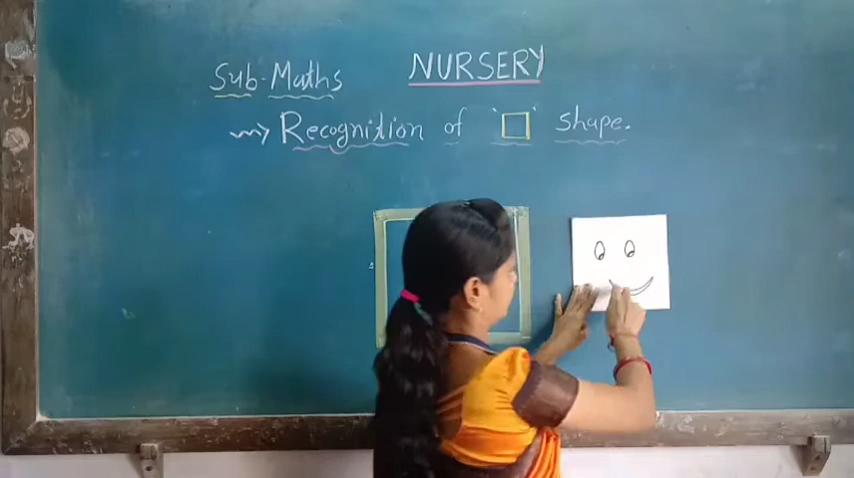 NURSERY
Sub-Maths
Recognition of '□' shape.